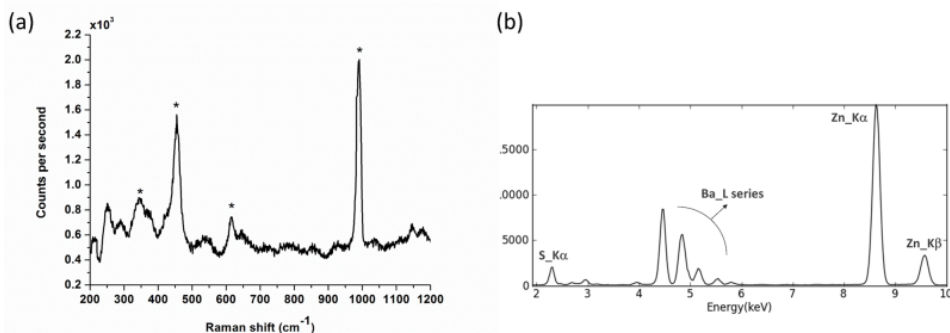 (a)
x10³
2.2
2.0
1.8
1.6
1.4
1.2
1.0
0.8
0.6
0.4
0.2
Counts per second
* * * *
200 300 400 500 600 700 800 900 1000 1100 1200
Raman shift (cm⁻¹)
(b)
Zn_Kα
5000
0000
5000
0
Ba_L series
S_Kα
Zn_Kβ
2 3 4 5 6 7 8 9 10
Energy(keV)